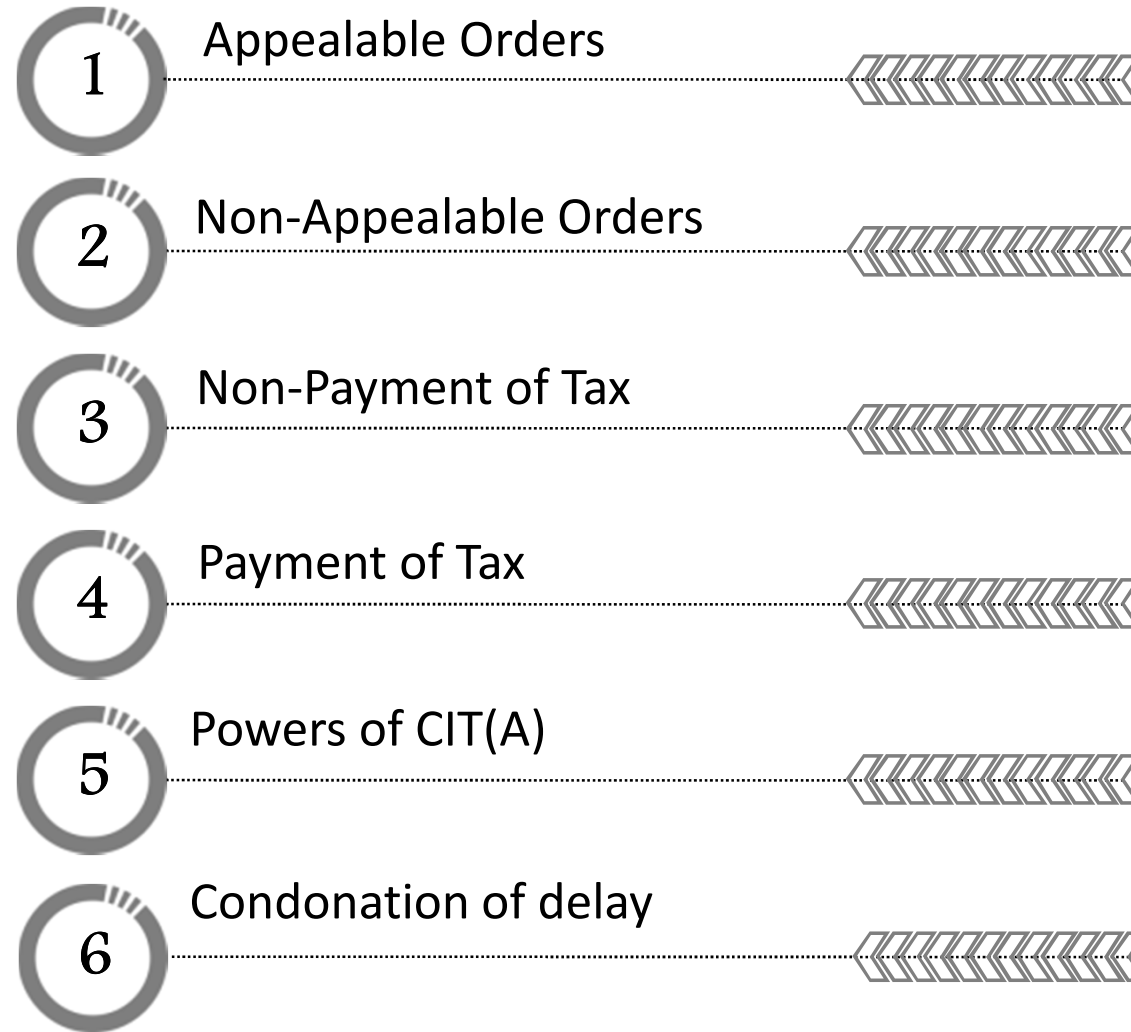 1 Appealable Orders
2 Non-Appealable Orders
3 Non-Payment of Tax
4 Payment of Tax
5 Powers of CIT(A)
6 Condonation of delay